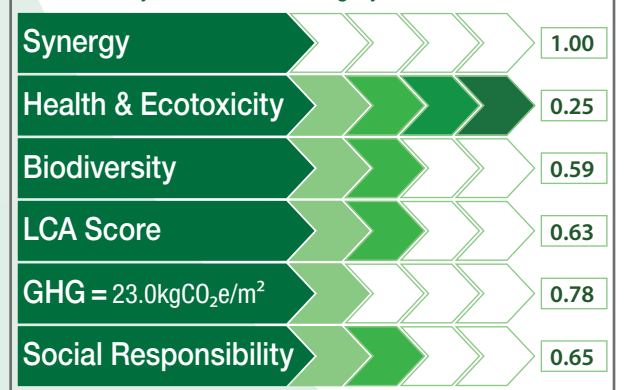 Synergy 1.00
Health & Ecotoxicity 0.25
Biodiversity 0.59
LCA Score 0.63
GHG = 23.0kgCO₂e/m² 0.78
Social Responsibility 0.65